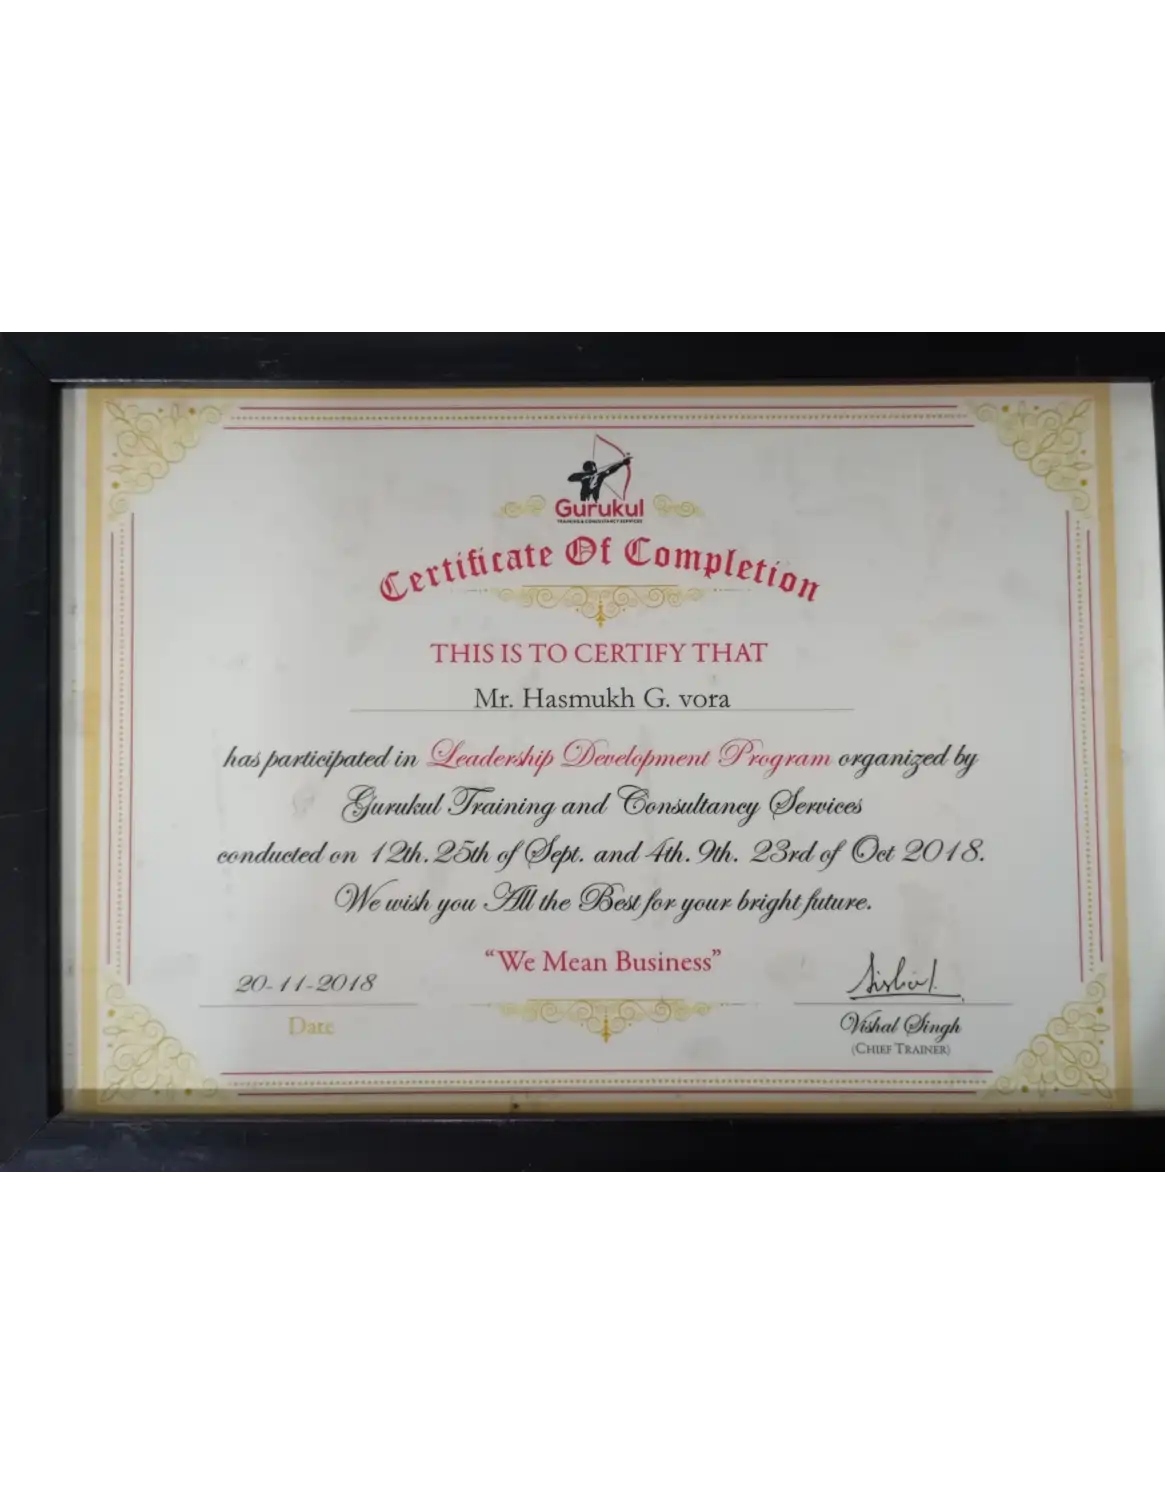 Gurukul
TRAINING & CONSULTANCY SERVICES
Certificate Of Completion
THIS IS TO CERTIFY THAT
Mr. Hasmukh G. vora
has participated in Leadership Development Program organized by
Gurukul Training and Consultancy Services
conducted on 12th. 25th of Sept. and 4th. 9th. 23rd of Oct 2018.
We wish you All the Best for your bright future.
"We Mean Business"
20-11-2018
Date
Vishal Singh
(CHIEF TRAINER)